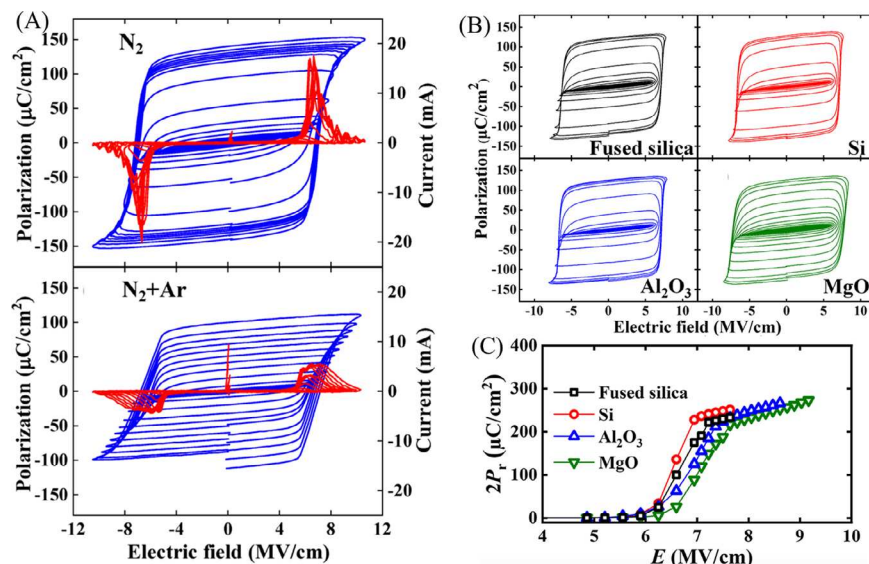 (A)
N₂
Polarization (μC/cm²)
150
100
50
0
-50
-100
-150
20
10
0
-10
-20
Current (mA)
N₂+Ar
Polarization (μC/cm²)
150
100
50
0
-50
-100
-150
20
15
10
5
0
-5
-10
-15
-20
Current (mA)
-12 -8 -4 0 4 8 12
Electric field (MV/cm)
(B)
Polarization (μC/cm²)
150
100
50
0
-50
-100
-150
Fused silica
Si
150
100
50
0
-50
-100
-150
Al₂O₃
MgO
-10 -5 0 5 10 -5 0 5 10
Electric field (MV/cm)
(C)
2Pr (μC/cm²)
400
300
200
100
0
Fused silica
Si
Al₂O₃
MgO
4 5 6 7 8 9 10
E (MV/cm)